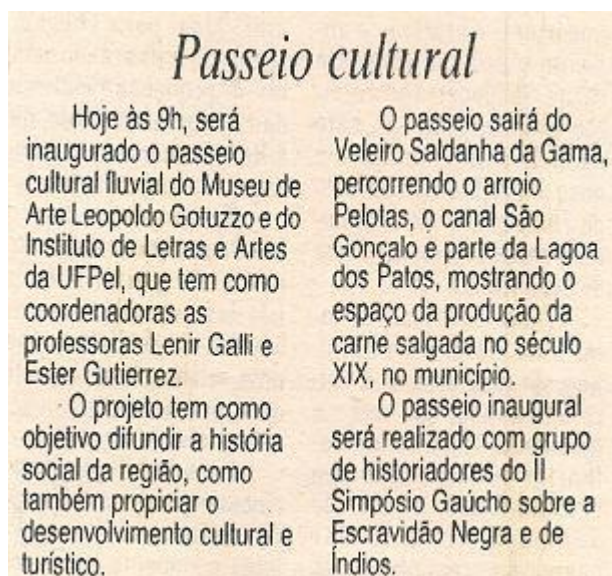 Passeio cultural
Hoje às 9h, será
inaugurado o passeio
cultural fluvial do Museu de
Arte Leopoldo Gotuzzo e do
Instituto de Letras e Artes
da UFPel, que tem como
coordenadoras as
professoras Lenir Galli e
Ester Gutierrez.
O projeto tem como
objetivo difundir a história
social da região, como
também propiciar o
desenvolvimento cultural e
turístico.
O passeio sairá do
Veleiro Saldanha da Gama,
percorrendo o arroio
Pelotas, o canal São
Gonçalo e parte da Lagoa
dos Patos, mostrando o
espaço da produção da
carne salgada no século
XIX, no município.
O passeio inaugural
será realizado com grupo
de historiadores do II
Simpósio Gaúcho sobre a
Escravidão Negra e de
Índios.